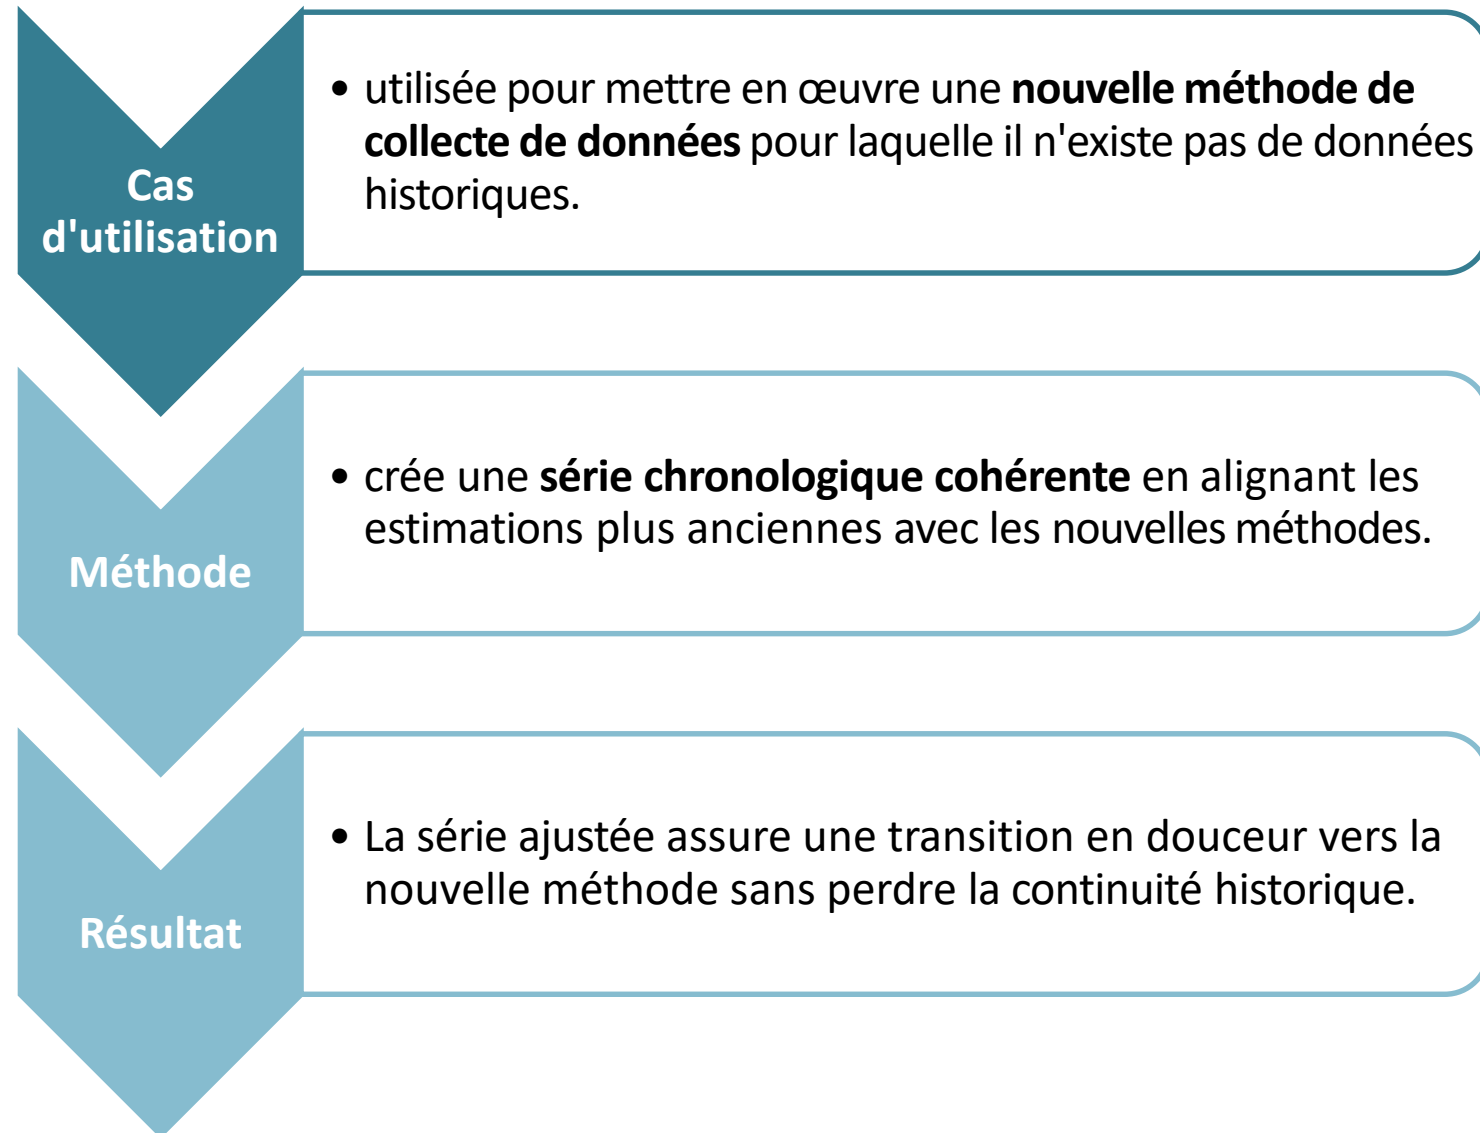 Cas
d'utilisation
• utilisée pour mettre en œuvre une nouvelle méthode de
collecte de données pour laquelle il n'existe pas de données
historiques.
Méthode
• crée une série chronologique cohérente en alignant les
estimations plus anciennes avec les nouvelles méthodes.
Résultat
• La série ajustée assure une transition en douceur vers la
nouvelle méthode sans perdre la continuité historique.